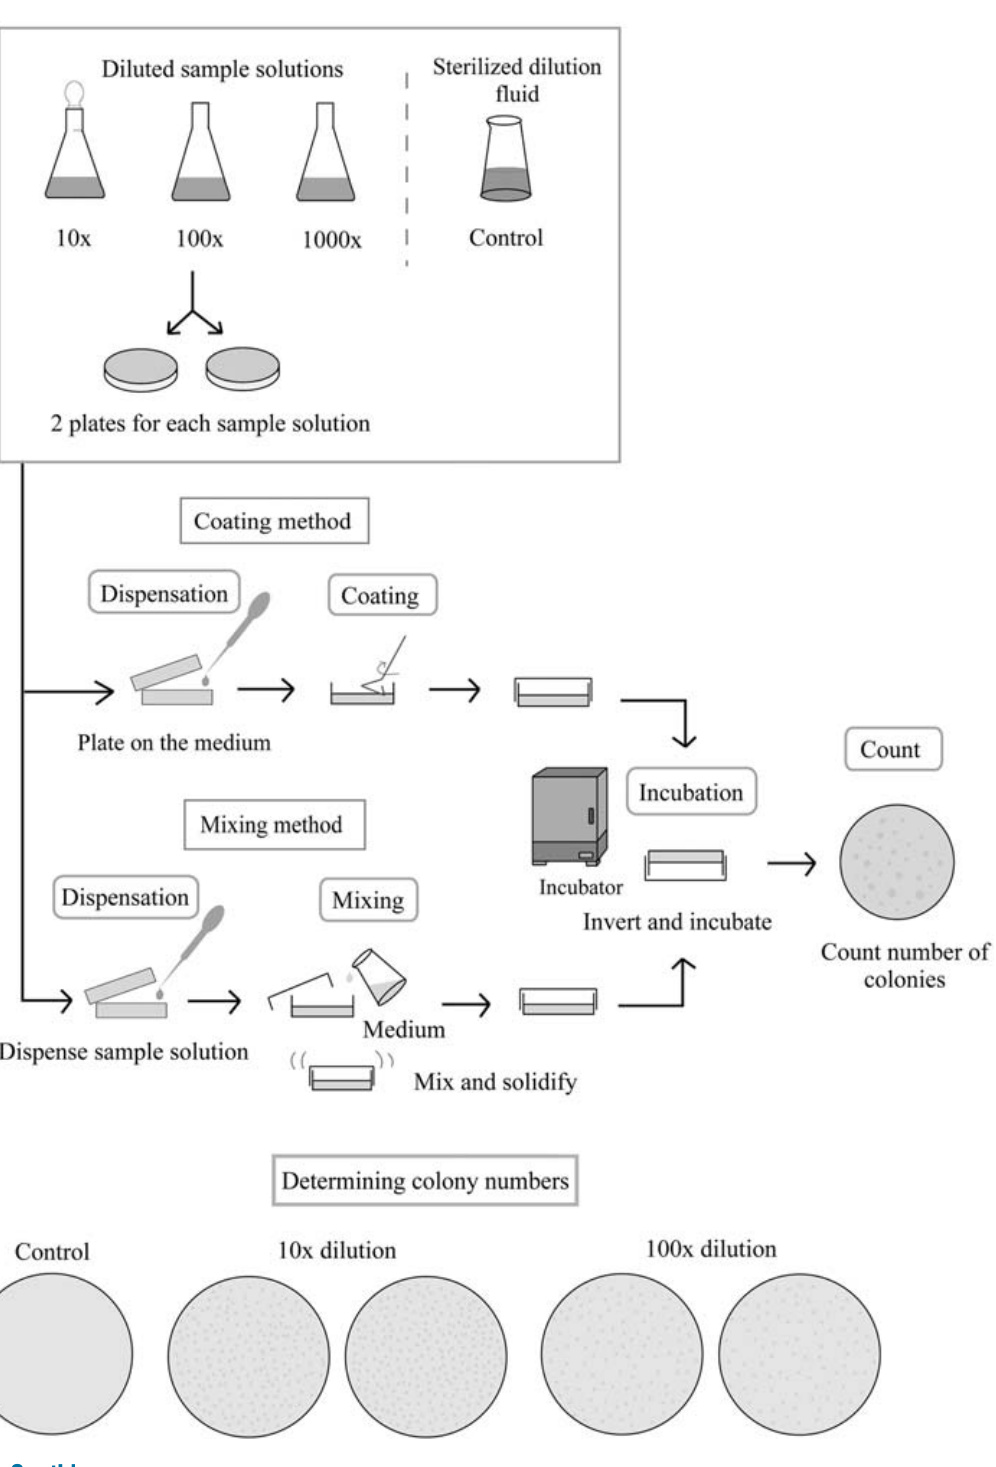 Diluted sample solutions
Sterilized dilution
fluid
10x
100x
1000x
Control
2 plates for each sample solution
Coating method
Dispensation
Coating
Plate on the medium
Count
Incubation
Mixing method
Incubator
Dispensation
Mixing
Invert and incubate
Count number of
colonies
Medium
Dispense sample solution
Mix and solidify
Determining colony numbers
Control
10x dilution
100x dilution